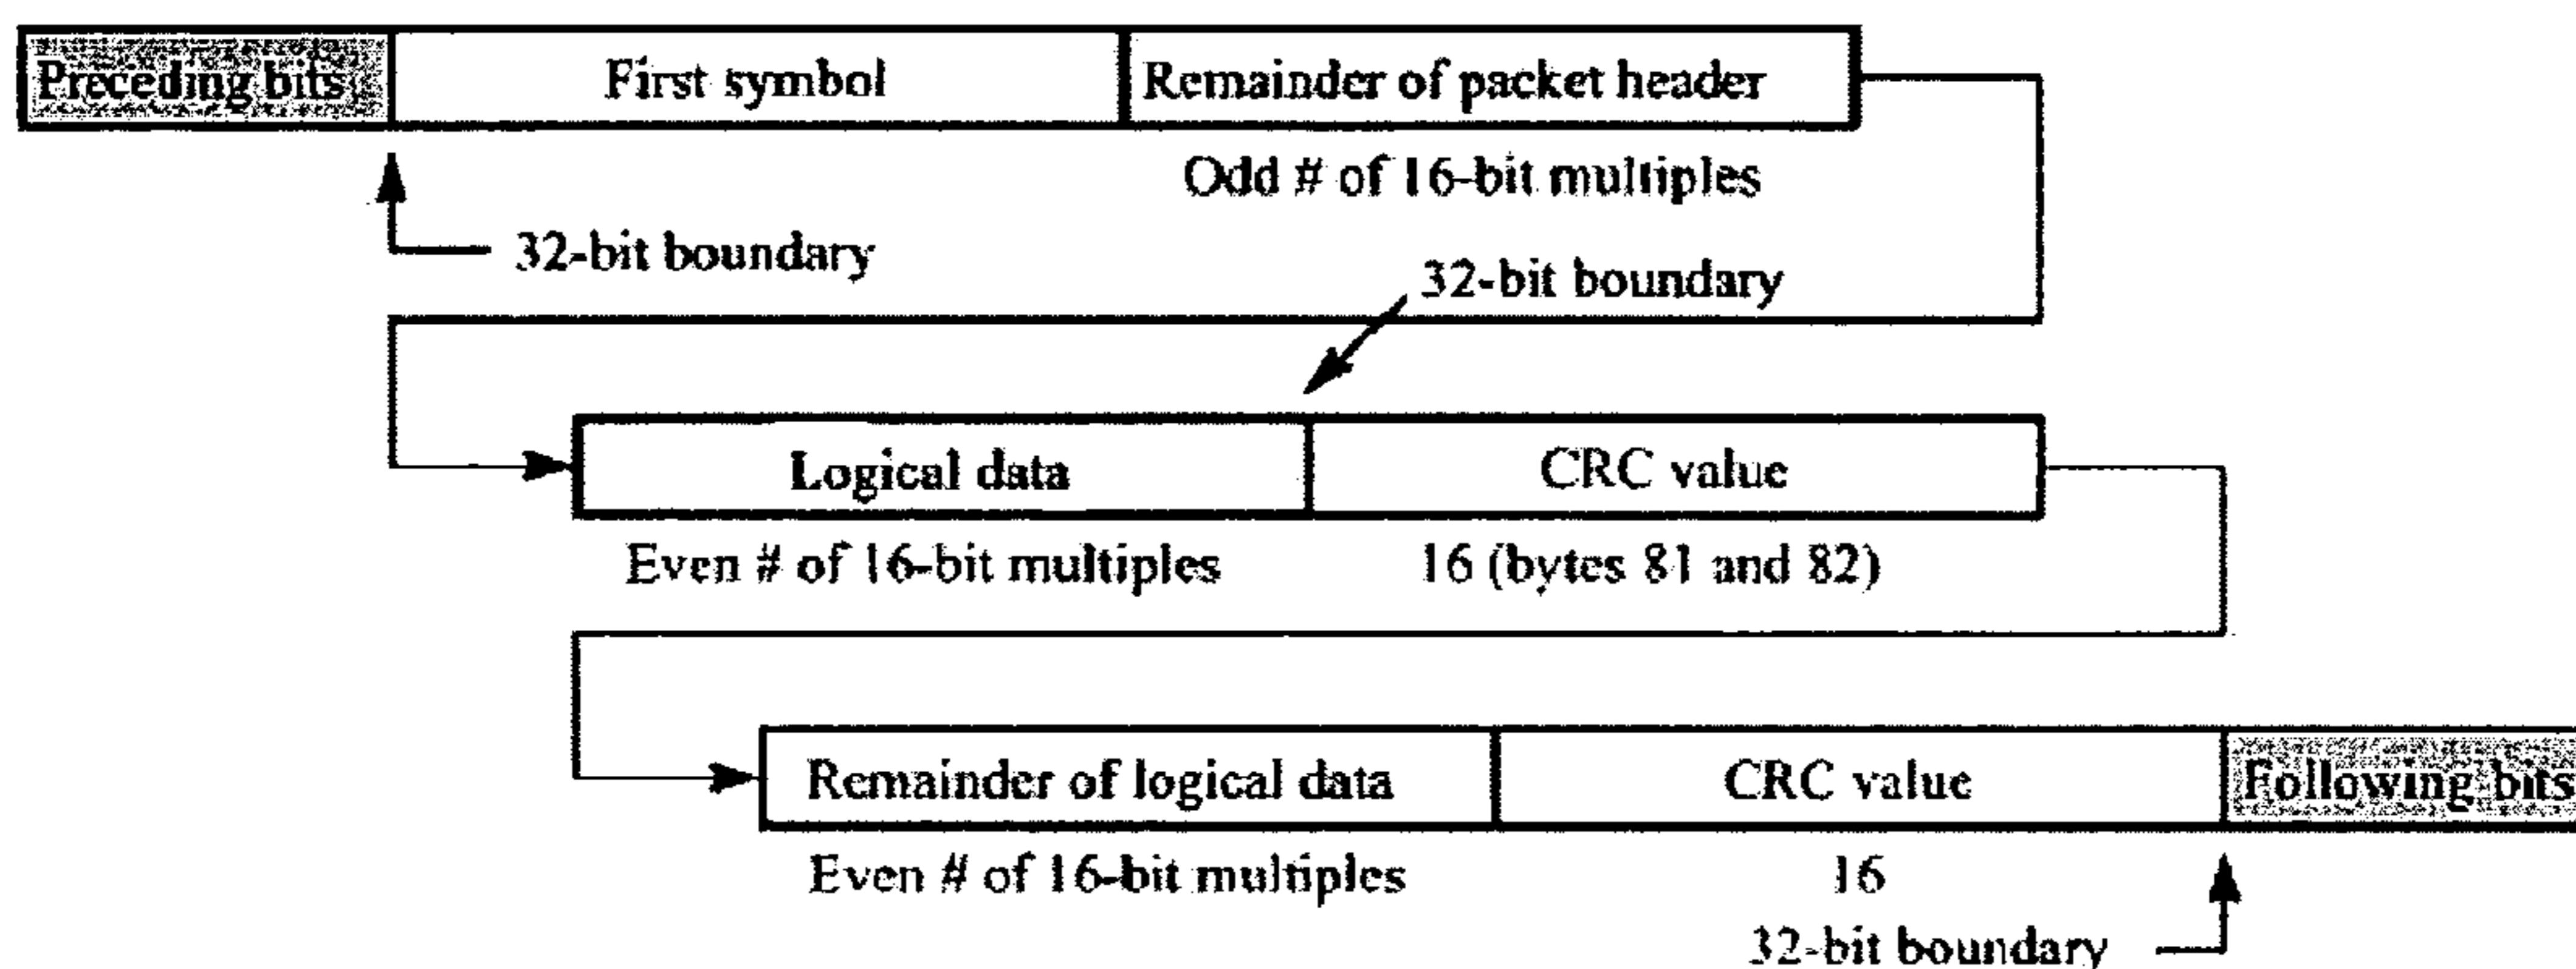 Preceding bits
First symbol
Remainder of packet header
Odd # of 16-bit multiples
32-bit boundary
32-bit boundary
Logical data
CRC value
Even # of 16-bit multiples
16 (bytes 81 and 82)
Remainder of logical data
CRC value
Following bits
Even # of 16-bit multiples
16
32-bit boundary